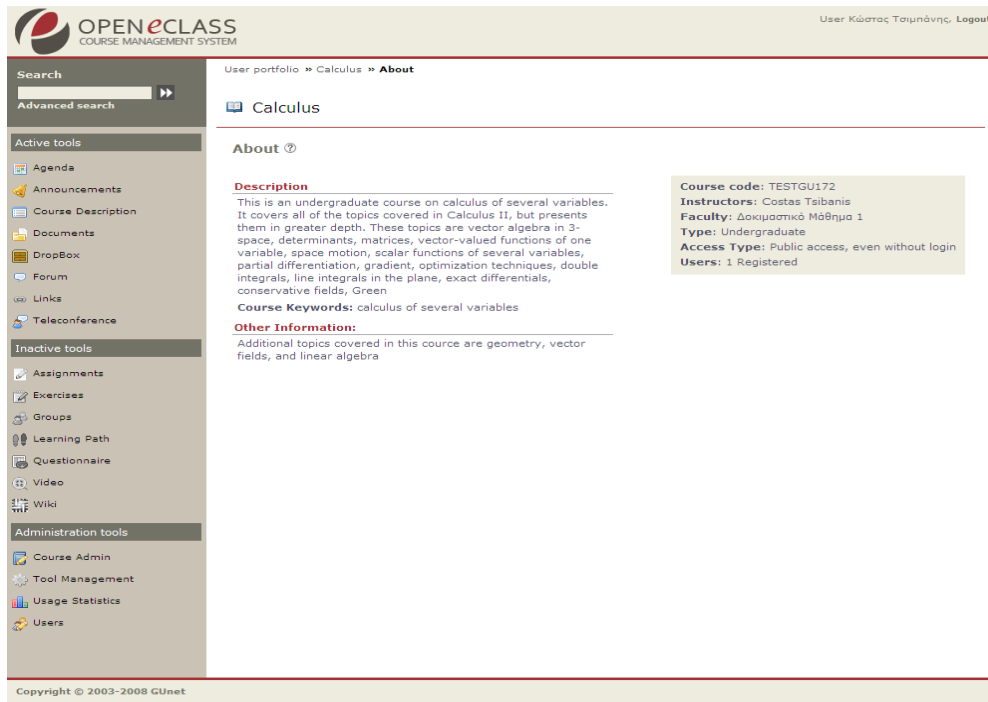 OPENeCLASS
COURSE MANAGEMENT SYSTEM
User Κώστας Τσιμπάνης, Logout
Search
Advanced search
Active tools
Agenda
Announcements
Course Description
Documents
DropBox
Forum
Links
Teleconference
Inactive tools
Assignments
Exercises
Groups
Learning Path
Questionnaire
Video
Wiki
Administration tools
Course Admin
Tool Management
Usage Statistics
Users
User portfolio » Calculus » About
Calculus
About ?
Description
This is an undergraduate course on calculus of several variables.
It covers all of the topics covered in Calculus II, but presents
them in greater depth. These topics are vector algebra in 3-
space, determinants, matrices, vector-valued functions of one
variable, space motion, scalar functions of several variables,
partial differentiation, gradient, optimization techniques, double
integrals, line integrals in the plane, exact differentials,
conservative fields, Green
Course Keywords: calculus of several variables
Other Information:
Additional topics covered in this cource are geometry, vector
fields, and linear algebra
Course code: TESTGU172
Instructors: Costas Tsibanis
Faculty: Δοκιμαστικό Μάθημα 1
Type: Undergraduate
Access Type: Public access, even without login
Users: 1 Registered
Copyright © 2003-2008 GUnet